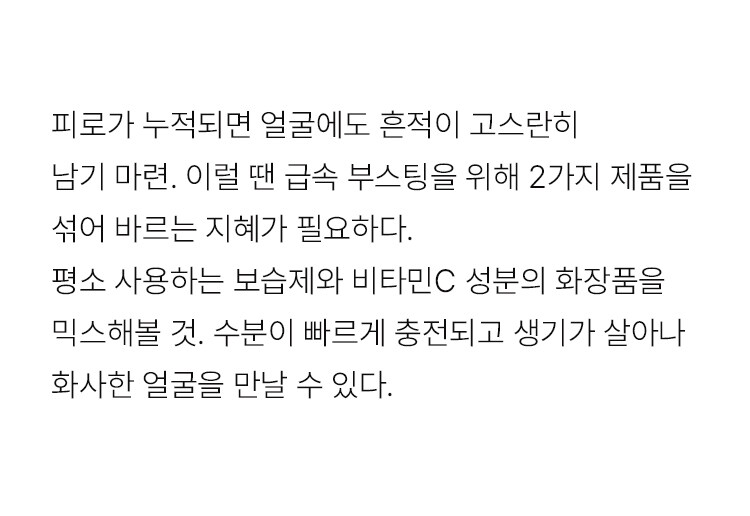 피로가 누적되면 얼굴에도 흔적이 고스란히
남기 마련. 이럴 땐 급속 부스팅을 위해 2가지 제품을
섞어 바르는 지혜가 필요하다.
평소 사용하는 보습제와 비타민C 성분의 화장품을
믹스해볼 것. 수분이 빠르게 충전되고 생기가 살아나
화사한 얼굴을 만날 수 있다.